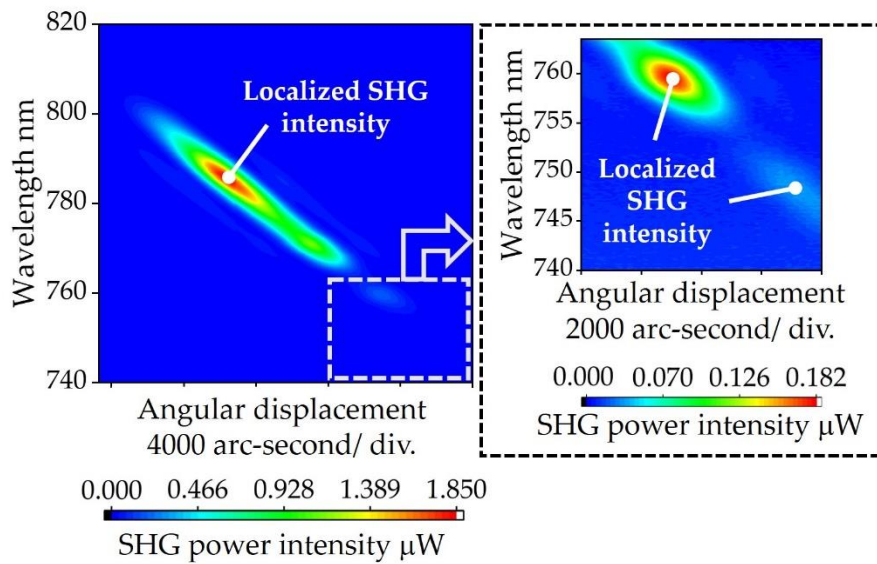 820
800
780
760
740
Wavelength nm
Localized SHG
intensity
Angular displacement
4000 arc-second/ div.
0.000 0.466 0.928 1.389 1.850
SHG power intensity μW
760
755
750
745
740
Wavelength nm
Localized
SHG
intensity
Angular displacement
2000 arc-second/ div.
0.000 0.070 0.126 0.182
SHG power intensity μW